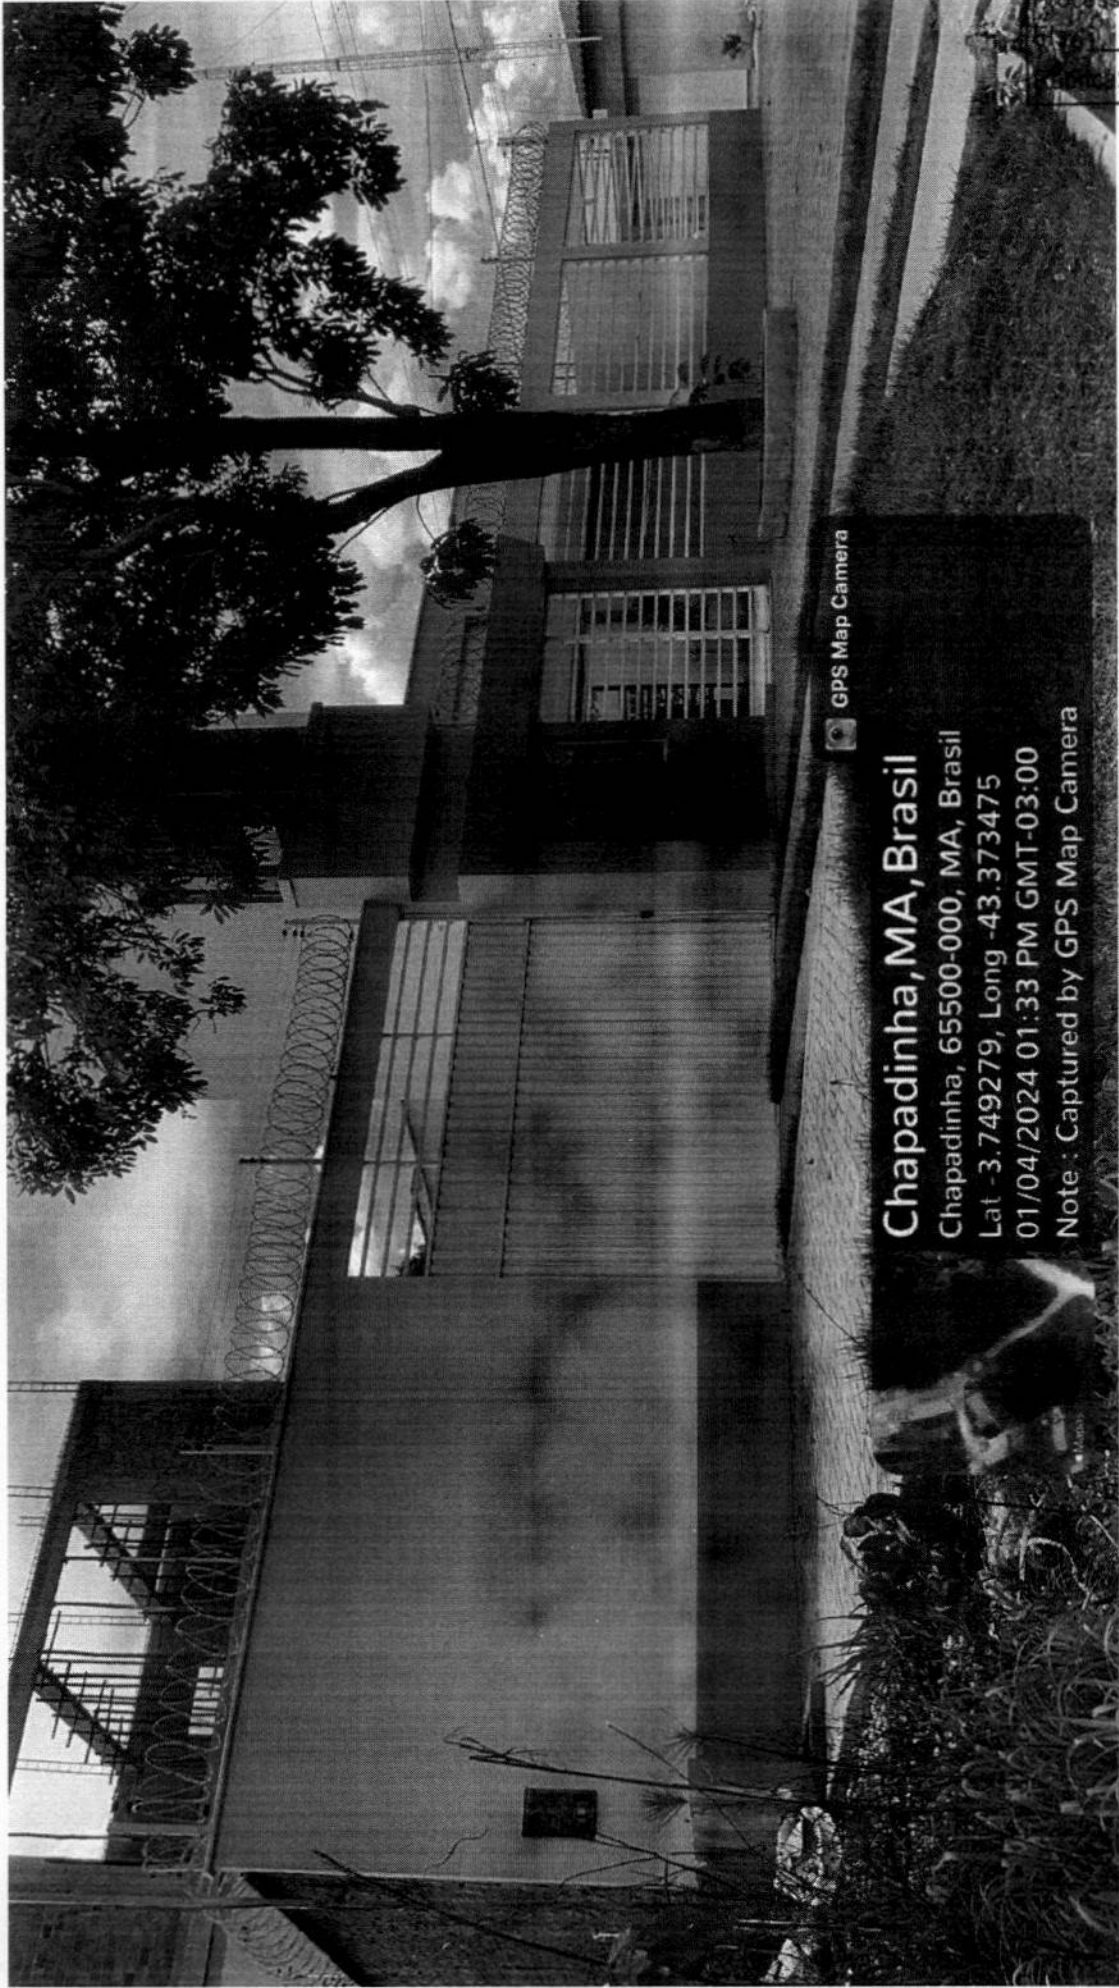 GPS Map Camera
Chapadinha, MA, Brasil
Chapadinha, 65500-000, MA, Brasil
Lat -3.749279, Long -43.373475
01/04/2024 01:33 PM GMT-03:00
Note : Captured by GPS Map Camera